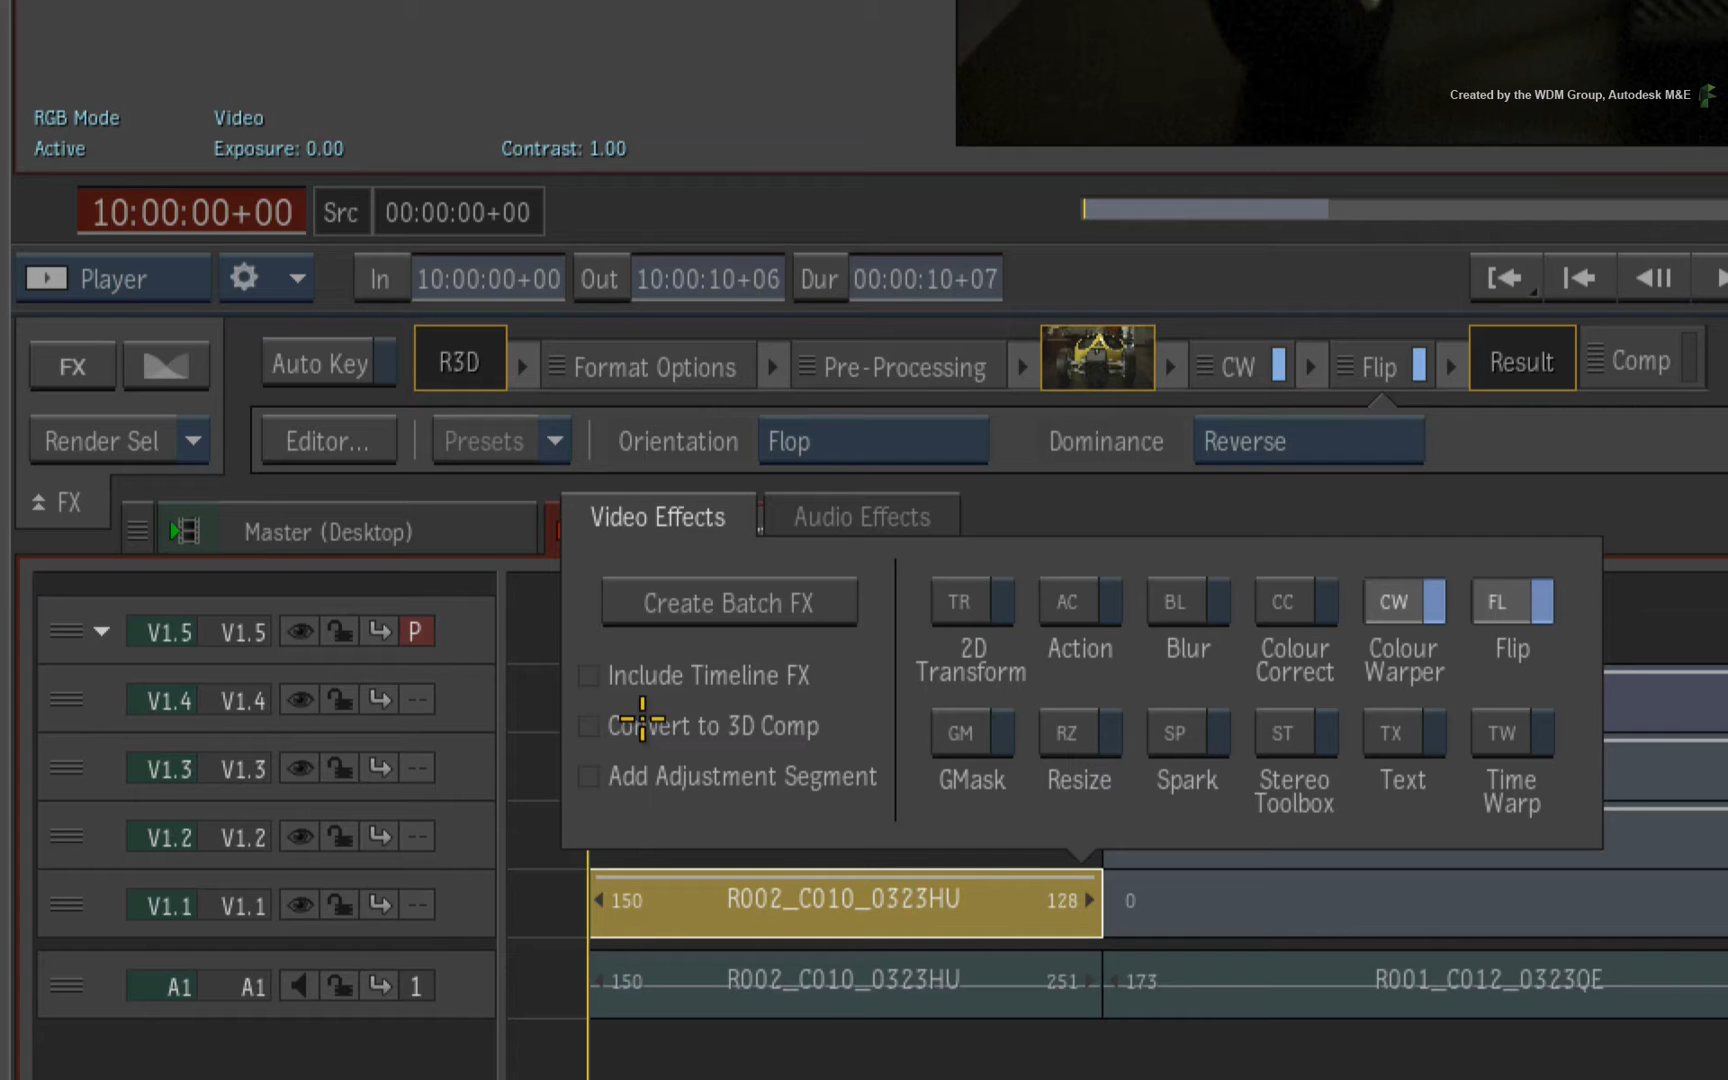 Created by the WDM Group, Autodesk M&E
RGB Mode Video
Active Exposure: 0.00 Contrast: 1.00
10:00:00+00 Src 00:00:00+00
Player In 10:00:00+00 Out 10:00:10+06 Dur 00:00:10+07
FX Auto Key R3D Format Options Pre-Processing CW Flip Result Comp
Render Sel Editor... Presets Orientation Flop Dominance Reverse
FX
Master (Desktop)
Video Effects Audio Effects
Create Batch FX
Include Timeline FX
Convert to 3D Comp
Add Adjustment Segment
TR AC BL CC CW FL
2D Transform
Action
Blur
Colour Correct
Colour Warper
Flip
GM RZ SP ST TX TW
GMask
Resize
Spark
Stereo Toolbox
Text
Time Warp
V1.5 V1.5 P
V1.4 V1.4 --
V1.3 V1.3 --
V1.2 V1.2 --
V1.1 V1.1 --
150 R002_C010_0323HU 128 0
A1 A1 1
150 R002_C010_0323HU 251 173 R001_C012_0323QE